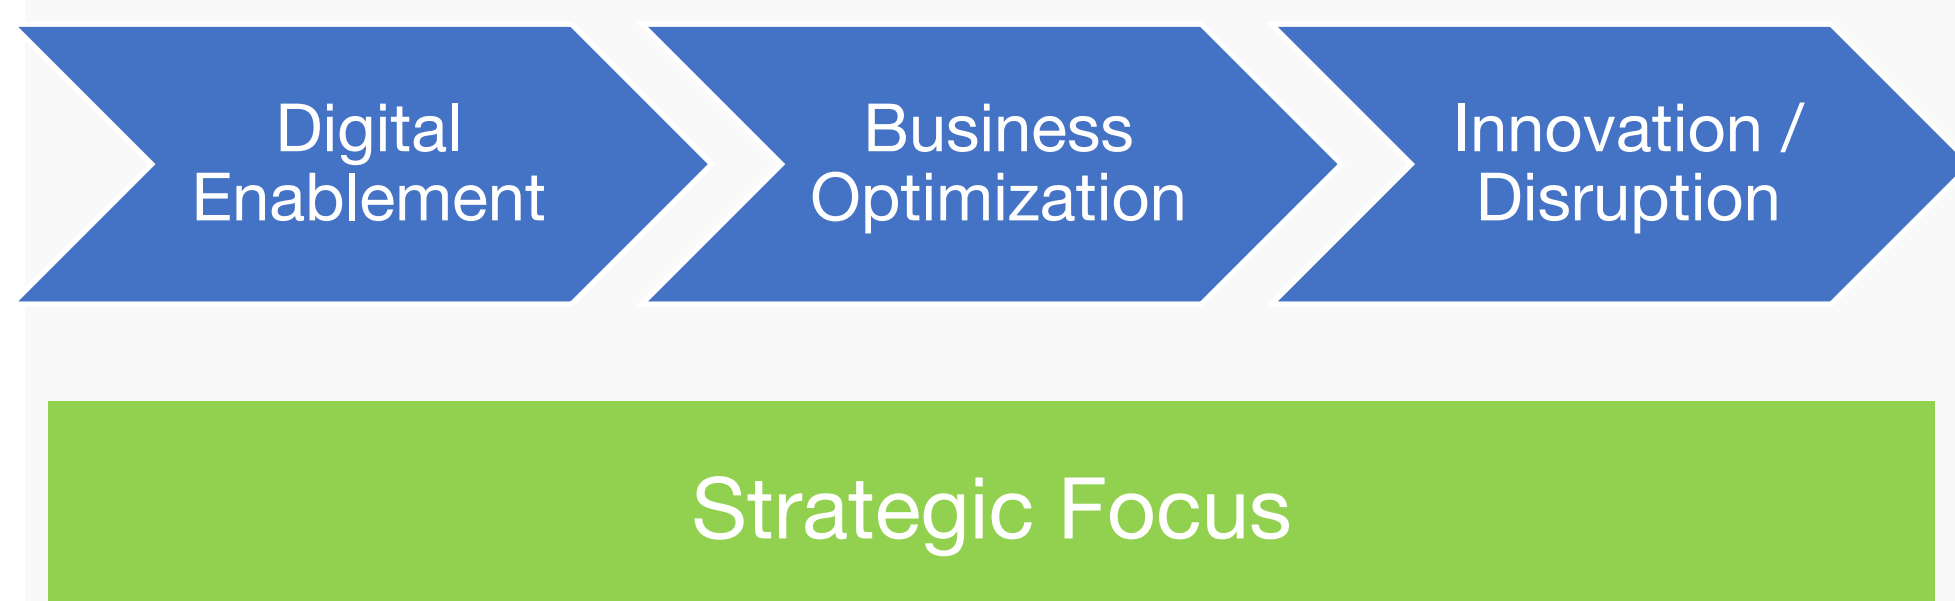 Digital
Enablement
Business
Optimization
Innovation /
Disruption
Strategic Focus